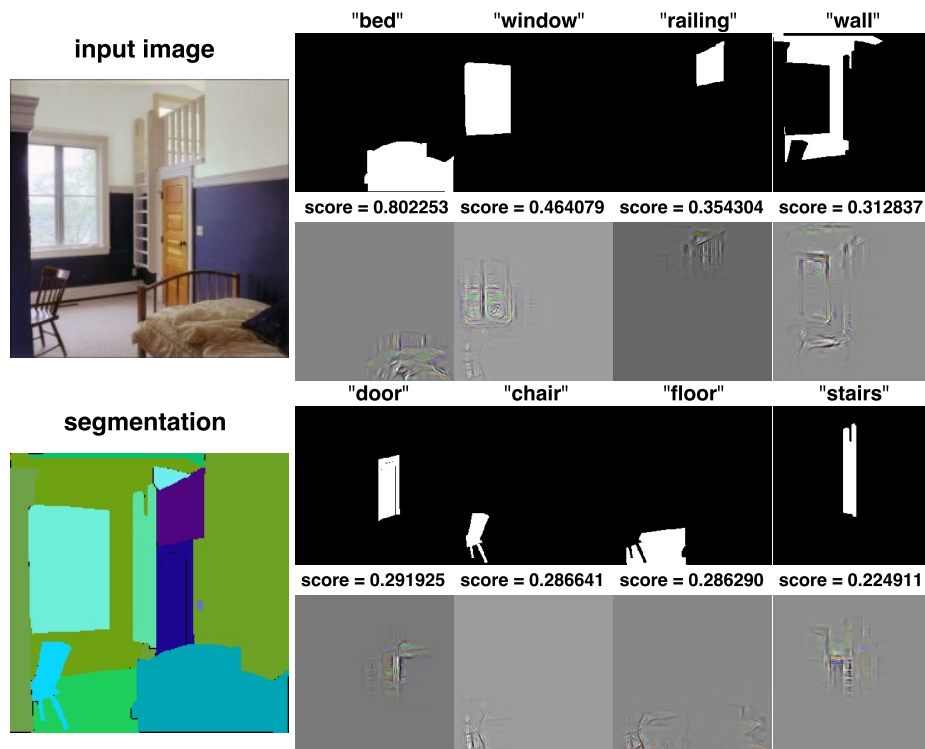 input image
"bed" "window" "railing" "wall"
score = 0.802253 score = 0.464079 score = 0.354304 score = 0.312837
"door" "chair" "floor" "stairs"
segmentation
score = 0.291925 score = 0.286641 score = 0.286290 score = 0.224911